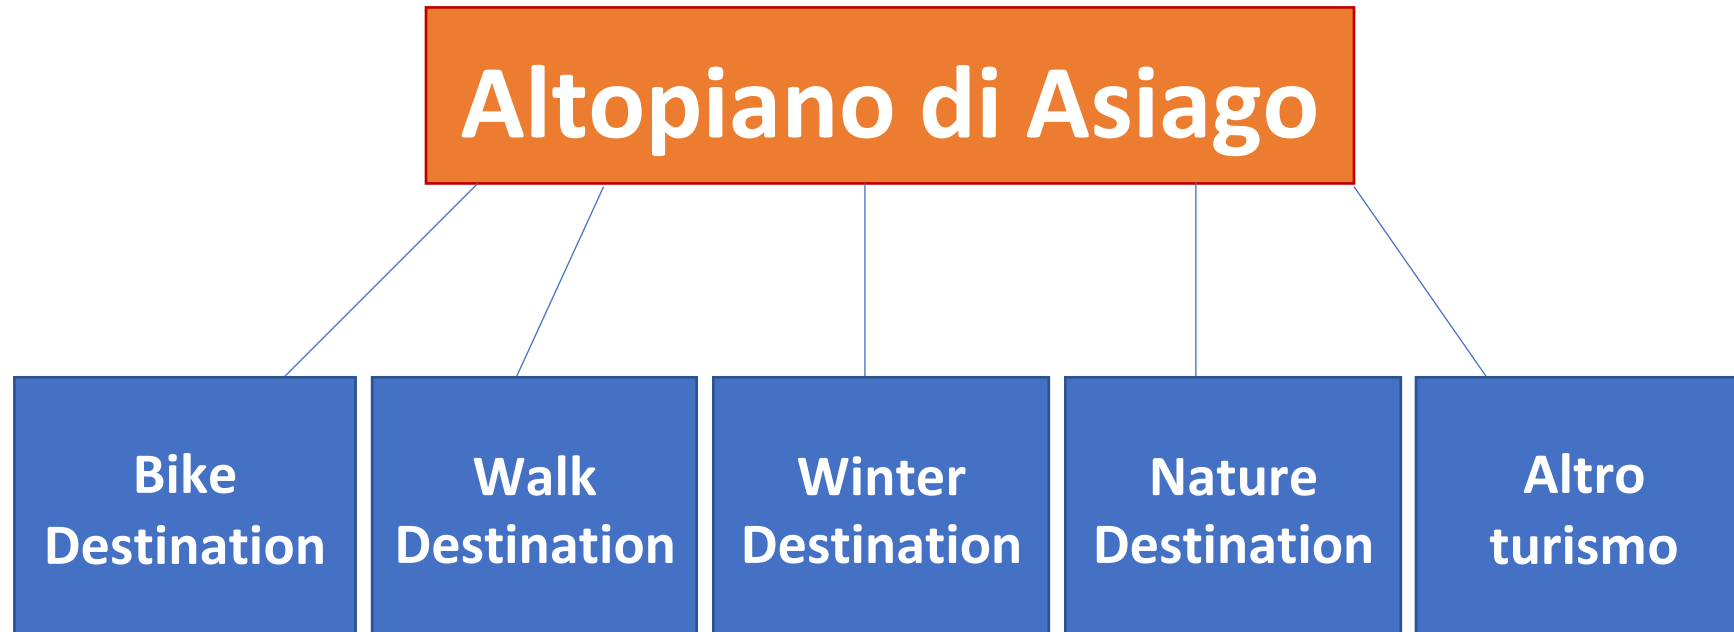 Altopiano di Asiago
Bike
Destination
Walk
Destination
Winter
Destination
Nature
Destination
Altro
turismo